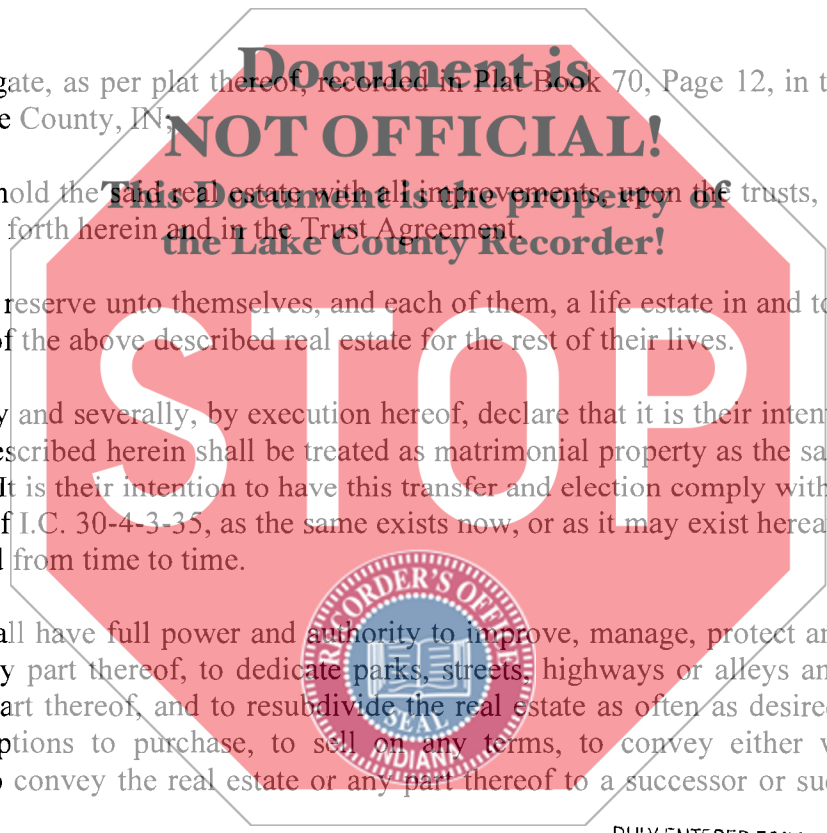 Document is
gate, as per plat thereof, recorded in Plat Book 70, Page 12, in t
e County, IN;
NOT OFFICIAL!
hold the said real estate with all improvements, upon the trusts,
This Document is the property of
forth herein and in the Trust Agreement.
the Lake County Recorder!
reserve unto themselves, and each of them, a life estate in and to
of the above described real estate for the rest of their lives.
STOP
y and severally, by execution hereof, declare that it is their inten
escribed herein shall be treated as matrimonial property as the sa
It is their intention to have this transfer and election comply with
f I.C. 30-4-3-35, as the same exists now, or as it may exist herea
d from time to time.
RECORDER'S OFFICE
all have full power and authority to improve, manage, protect an
y part thereof, to dedicate parks, streets, highways or alleys an
art thereof, and to resubdivide the real estate as often as desired
SEAL
ptions to purchase, to sell on any terms, to convey either v
INDIANA
o convey the real estate or any part thereof to a successor or suc
DULY ENTERED FOR